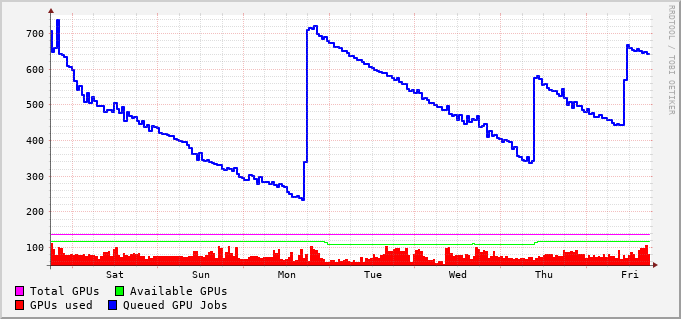 700
600
500
400
300
200
100
Sat Sun Mon Tue Wed Thu Fri
Total GPUs Available GPUs
GPUs used Queued GPU Jobs
RRDTOOL / TOBI OETIKER